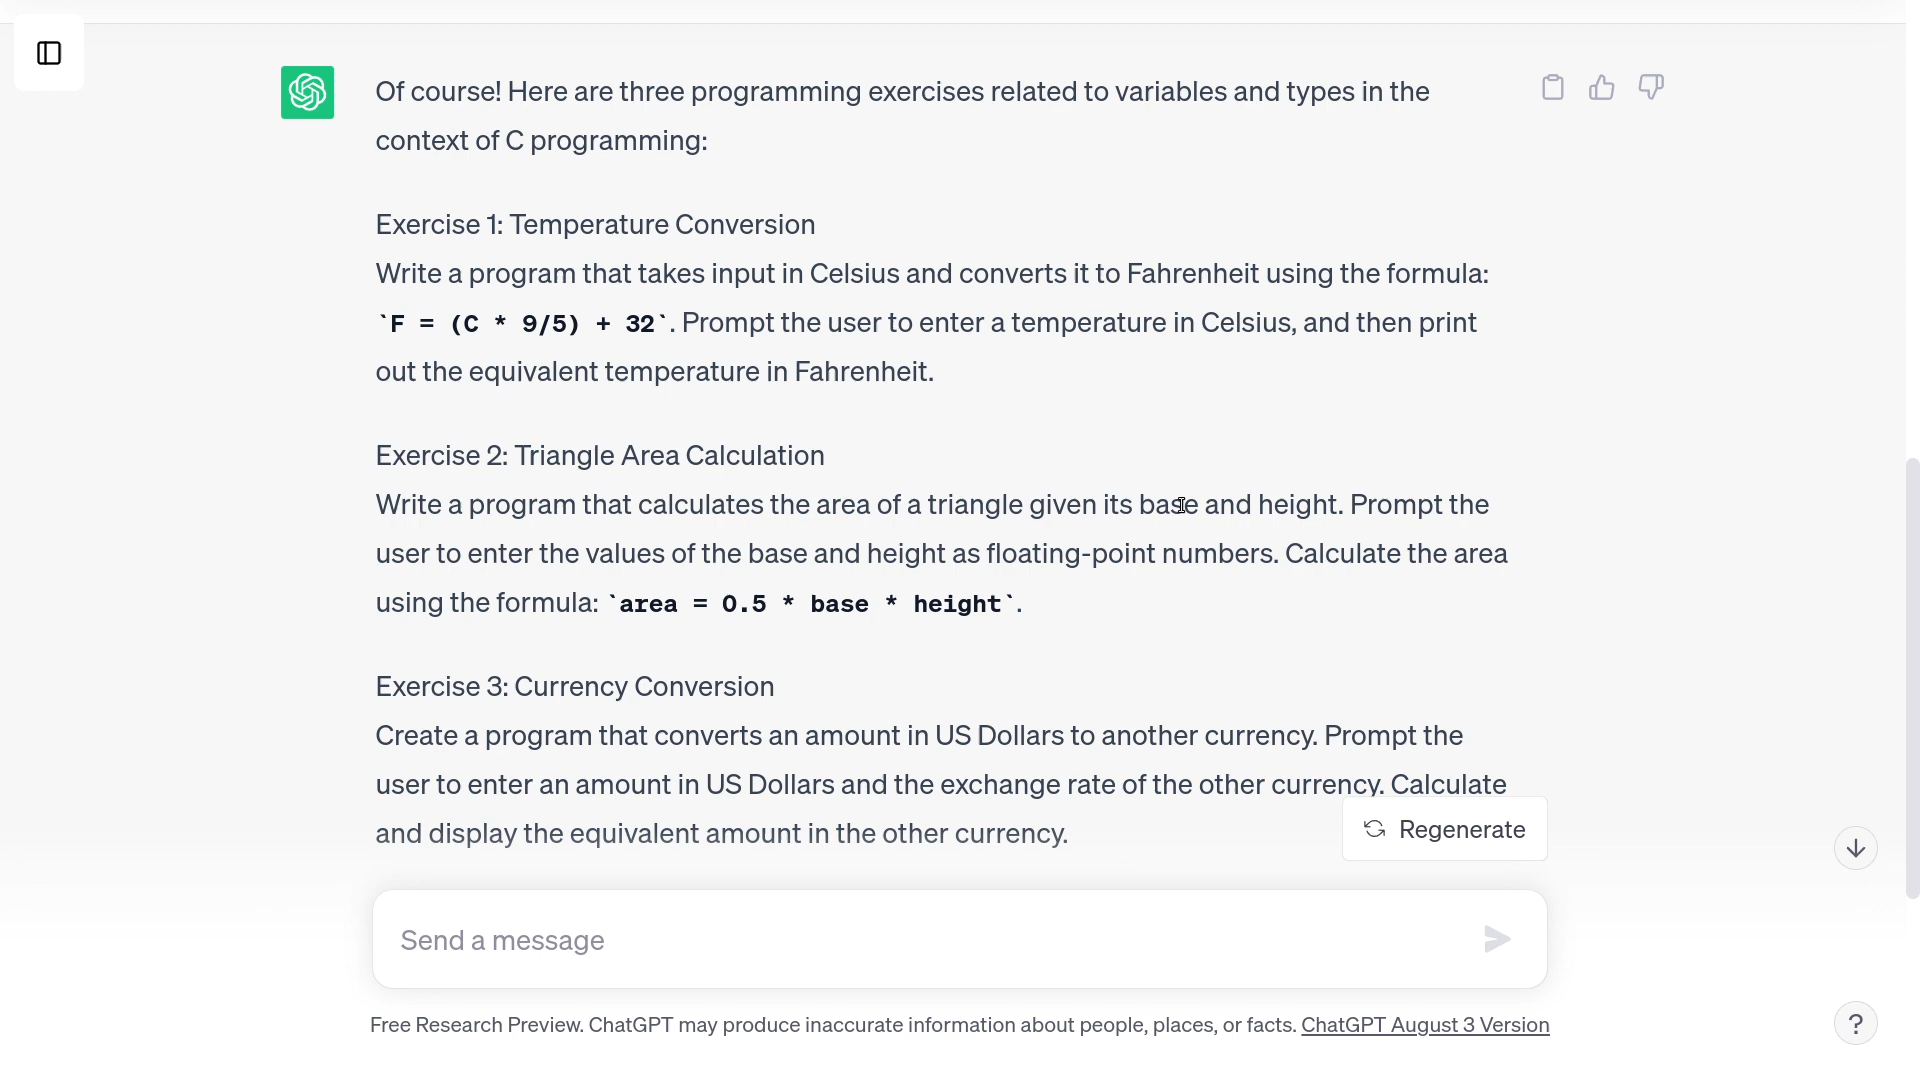 Of course! Here are three programming exercises related to variables and types in the
context of C programming:
Exercise 1: Temperature Conversion
Write a program that takes input in Celsius and converts it to Fahrenheit using the formula:
`F = (C * 9/5) + 32`. Prompt the user to enter a temperature in Celsius, and then print
out the equivalent temperature in Fahrenheit.
Exercise 2: Triangle Area Calculation
Write a program that calculates the area of a triangle given its base and height. Prompt the
user to enter the values of the base and height as floating-point numbers. Calculate the area
using the formula: `area = 0.5 * base * height`.
Exercise 3: Currency Conversion
Create a program that converts an amount in US Dollars to another currency. Prompt the
user to enter an amount in US Dollars and the exchange rate of the other currency. Calculate
and display the equivalent amount in the other currency.
Regenerate
Send a message
Free Research Preview. ChatGPT may produce inaccurate information about people, places, or facts. ChatGPT August 3 Version
?